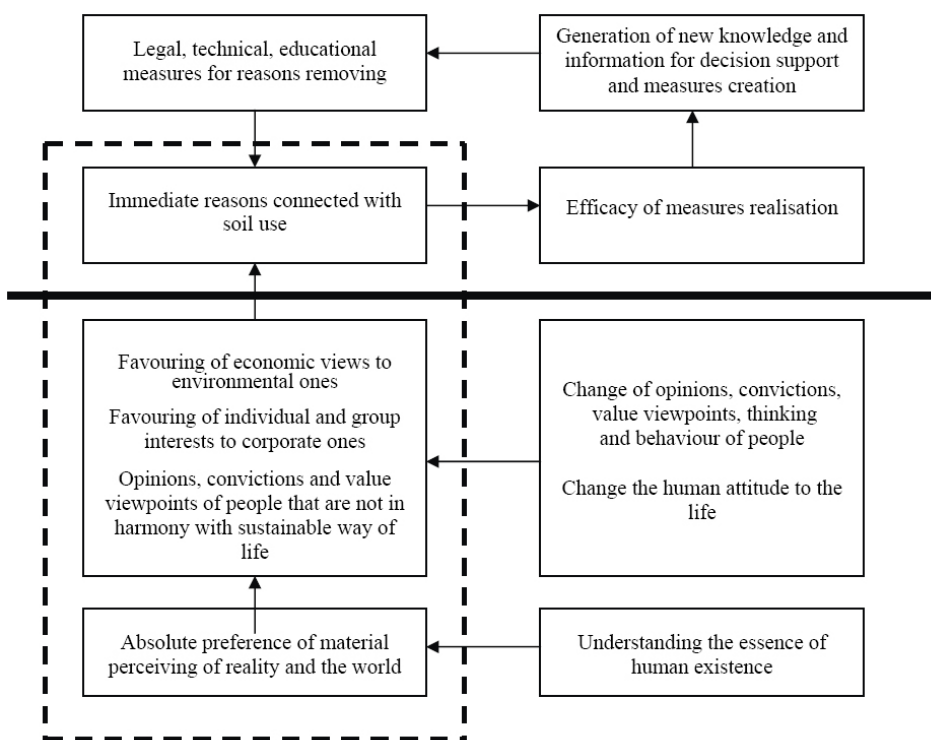 Legal, technical, educational
measures for reasons removing
Generation of new knowledge and
information for decision support
and measures creation
Immediate reasons connected with
soil use
Efficacy of measures realisation
Favouring of economic views to
environmental ones
Favouring of individual and group
interests to corporate ones
Opinions, convictions and value
viewpoints of people that are not in
harmony with sustainable way of
life
Change of opinions, convictions,
value viewpoints, thinking
and behaviour of people
Change the human attitude to the
life
Absolute preference of material
perceiving of reality and the world
Understanding the essence of
human existence